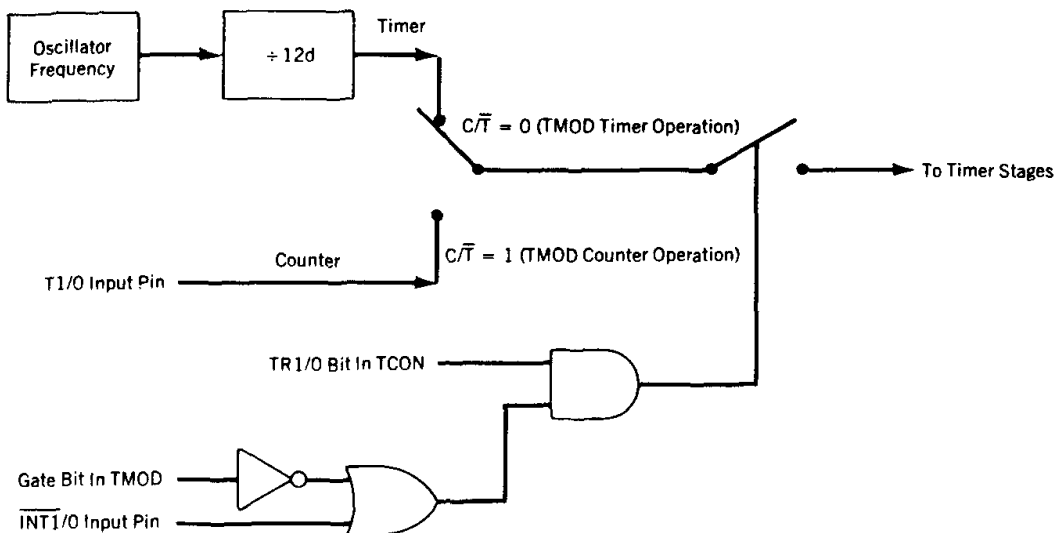 Timer
Oscillator
Frequency
÷ 12d
C/T̅ = 0 (TMOD Timer Operation)
To Timer Stages
C/T̅ = 1 (TMOD Counter Operation)
Counter
T1/0 Input Pin
TR1/0 Bit In TCON
Gate Bit In TMOD
I̅N̅T̅1̅/0 Input Pin